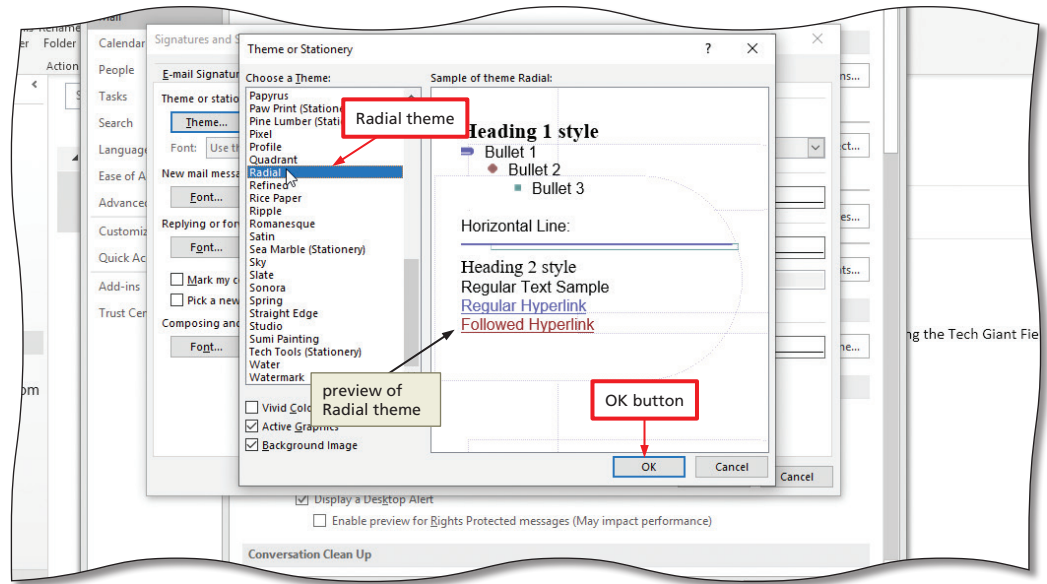 Mail
Rename
Folder
Action
Calendar
People
Tasks
Search
Language
Ease of A
Advanced
Customiz
Quick Ac
Add-ins
Trust Cen
Signatures and S
E-mail Signatur
Theme or statio
Theme...
Font: Use th
New mail messa
Font...
Replying or for
Font...
Mark my c
Pick a new
Composing and
Font...
Theme or Stationery
? ×
Choose a Theme:
Papyrus
Paw Print (Statione
Pine Lumber (Stati
Pixel
Profile
Quadrant
Radial
Refined
Rice Paper
Ripple
Romanesque
Satin
Sea Marble (Stationery)
Sky
Slate
Sonora
Spring
Straight Edge
Studio
Sumi Painting
Tech Tools (Stationery)
Water
Watermark
Vivid Colo
Active Graphics
Background Image
Radial theme
Sample of theme Radial:
Heading 1 style
Bullet 1
Bullet 2
Bullet 3
Horizontal Line:
Heading 2 style
Regular Text Sample
Regular Hyperlink
Followed Hyperlink
preview of
Radial theme
OK button
OK
Cancel
Cancel
ns...
ct...
es...
ts...
ne...
ng the Tech Giant Fie
om
Display a Desktop Alert
Enable preview for Rights Protected messages (May impact performance)
Conversation Clean Up